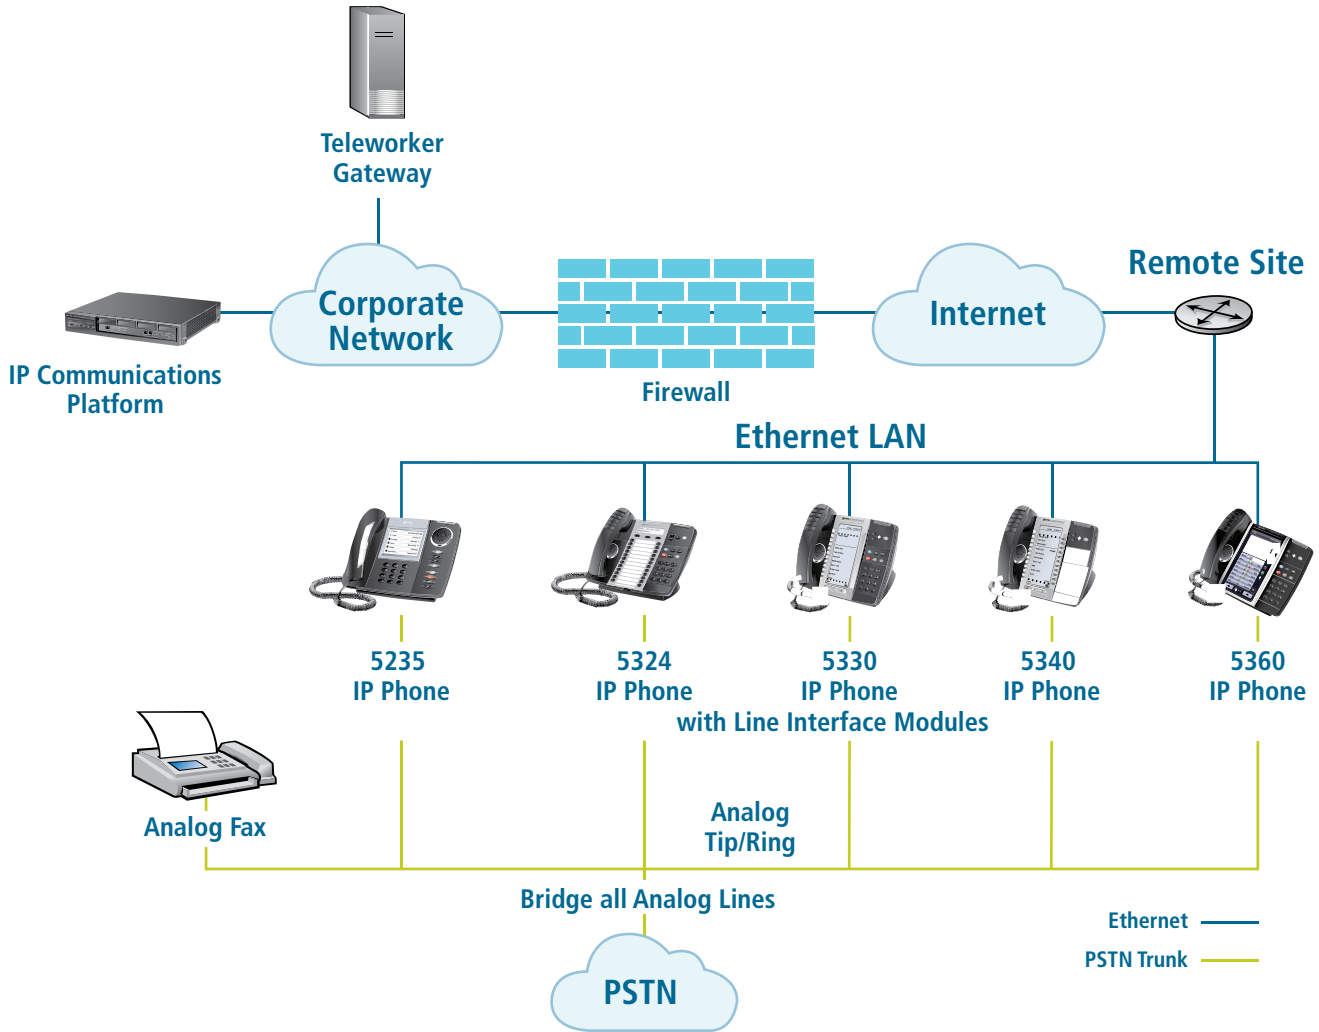 Teleworker
Gateway
Remote Site
Corporate
Network
Internet
IP Communications
Platform
Firewall
Ethernet LAN
5235
IP Phone
5324
IP Phone
5330
IP Phone
5340
IP Phone
5360
IP Phone
with Line Interface Modules
Analog Fax
Analog
Tip/Ring
Bridge all Analog Lines
Ethernet
PSTN Trunk
PSTN